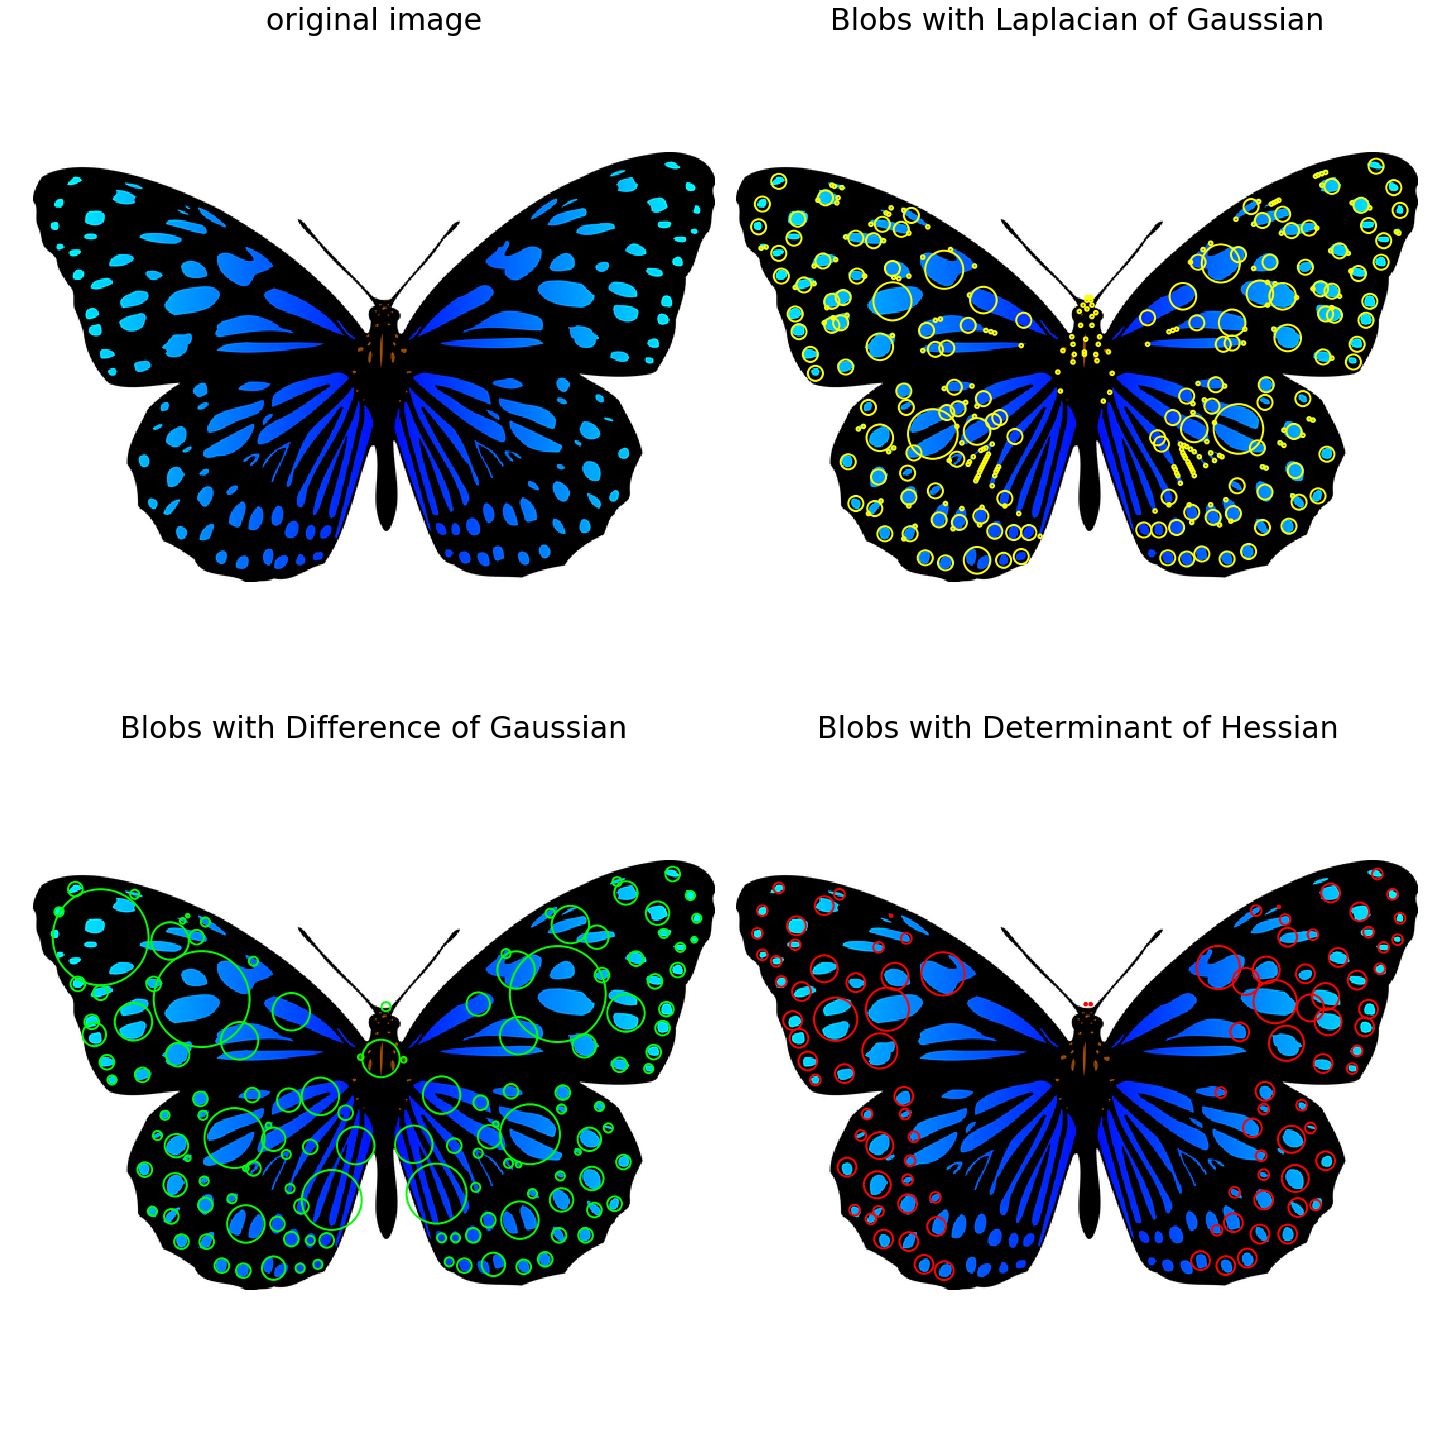 original image
Blobs with Laplacian of Gaussian
Blobs with Difference of Gaussian
Blobs with Determinant of Hessian